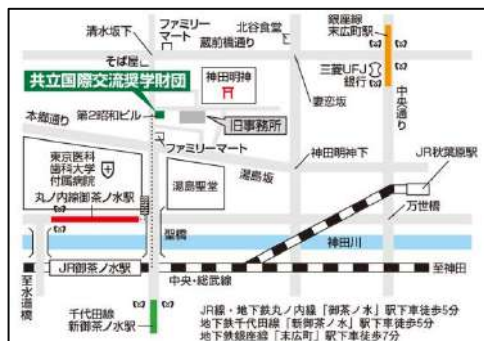 清水坂下
ファミリー
マート
北谷食堂
蔵前橋通り
銀座線
末広町駅
そば屋
共立国際交流奨学財団
神田明神
三菱UFJ
銀行
妻恋坂
中央通り
本郷通り
第2昭和ビル
旧事務所
ファミリーマート
神田明神下
JR秋葉原駅
東京医科
歯科大学
付属病院
湯島坂
湯島聖堂
丸ノ内線御茶ノ水駅
聖橋
万世橋
神田川
至水道橋
JR御茶ノ水駅
中央・総武線
至神田
千代田線
新御茶ノ水駅
JR線・地下鉄丸ノ内線「御茶ノ水」駅下車徒歩5分
地下鉄千代田線「新御茶ノ水」駅下車徒歩5分
地下鉄銀座線「末広町」駅下車徒歩7分